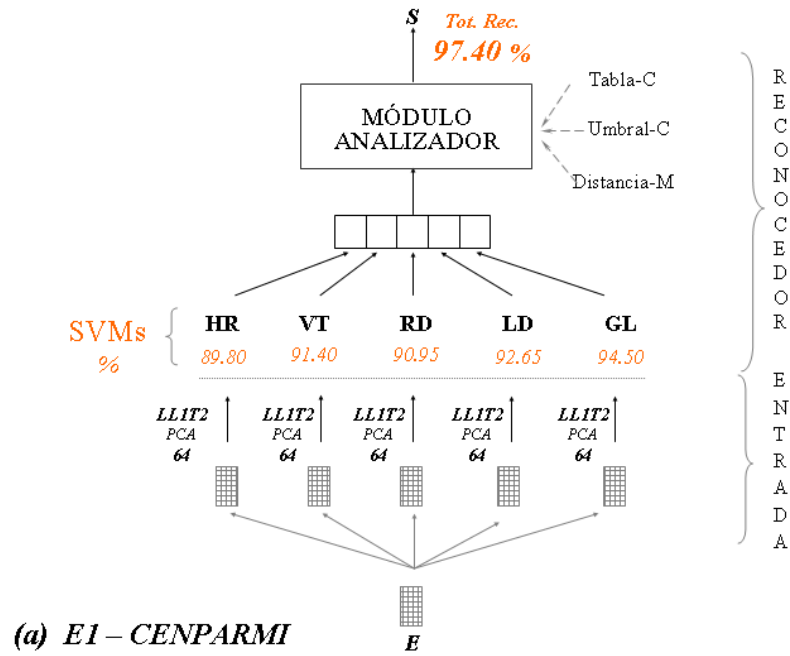 S
Tot. Rec.
97.40 %
MÓDULO
ANALIZADOR
Tabla-C
Umbral-C
Distancia-M
RECONOCEDOR
SVMs
%
HR VT RD LD GL
89.80 91.40 90.95 92.65 94.50
LL1T2 LL1T2 LL1T2 LL1T2 LL1T2
PCA PCA PCA PCA PCA
64 64 64 64 64
ENTRADA
E
(a) E1 – CENPARMI